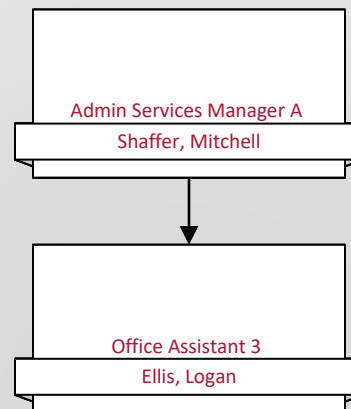 Admin Services Manager A
Shaffer, Mitchell
Office Assistant 3
Ellis, Logan